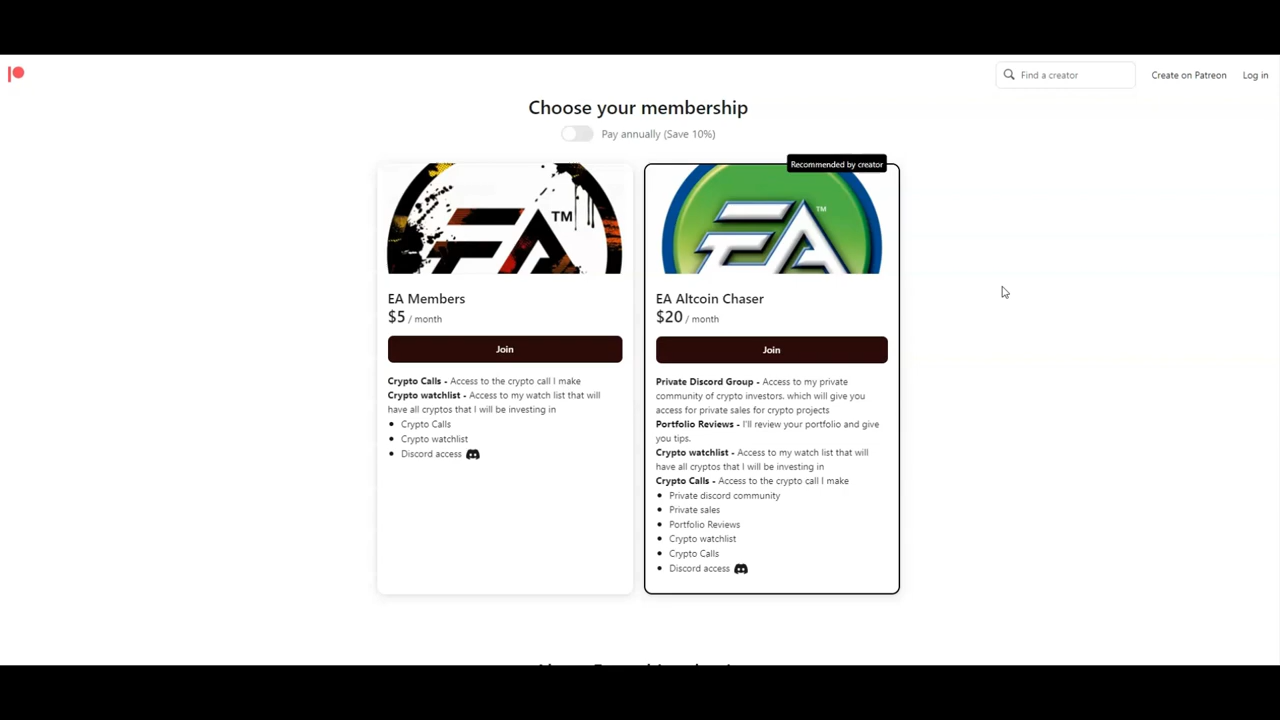 Find a creator
Create on Patreon
Log in
Choose your membership
Pay annually (Save 10%)
Recommended by creator
EA TM
EA Members
$5 / month
Join
Crypto Calls - Access to the crypto call I make
Crypto watchlist - Access to my watch list that will
have all cryptos that I will be investing in
Crypto Calls
Crypto watchlist
Discord access
EA TM
EA Altcoin Chaser
$20 / month
Join
Private Discord Group - Access to my private
community of crypto investors. which will give you
access for private sales for crypto projects
Portfolio Reviews - I'll review your portfolio and give
you tips.
Crypto watchlist - Access to my watch list that will
have all cryptos that I will be investing in
Crypto Calls - Access to the crypto call I make
Private discord community
Private sales
Portfolio Reviews
Crypto watchlist
Crypto Calls
Discord access